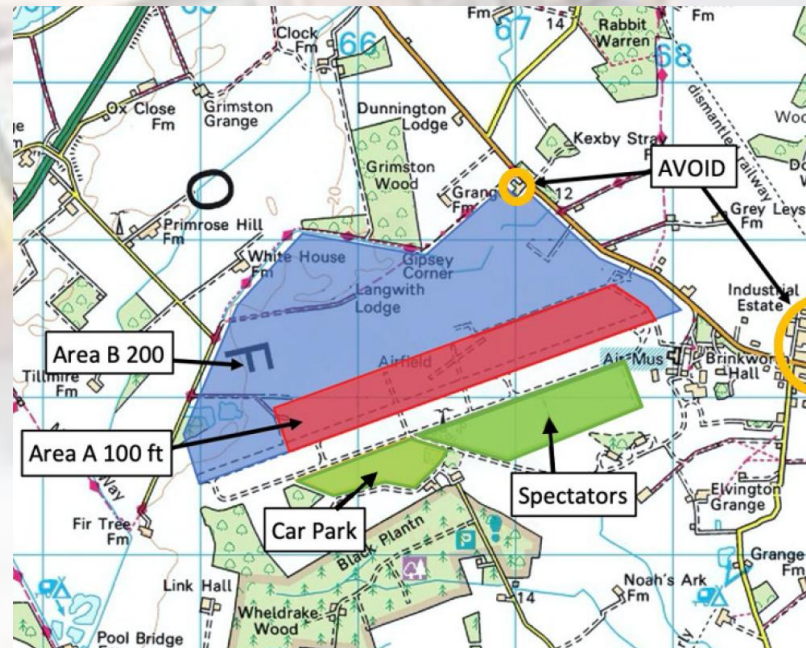 66
67
Clock
Fm
Fm
14
Rabbit
Warren
Fm
68
Ox Close
Fm
Grimston
Grange
Dunnington
Lodge
dismantled railway
Kexby Stray
AVOID
Grimston
Wood
12
Primrose Hill
Fm
Fm
Grey Leys
White House
Fm
Gipsey
Corner
Langwith
Lodge
Industrial
Estate
Area B 200
Airfield
Air Mus
Brinkworth
Hall
Tillmire
Fm
Area A 100 ft
Spectators
Car Park
Elvington
Grange
Fir Tree
Fm
Black Plantn
Grange
Fm
Link Hall
Noah's Ark
Fm
14
Wheldrake
Wood
Pool Bridge
Fm